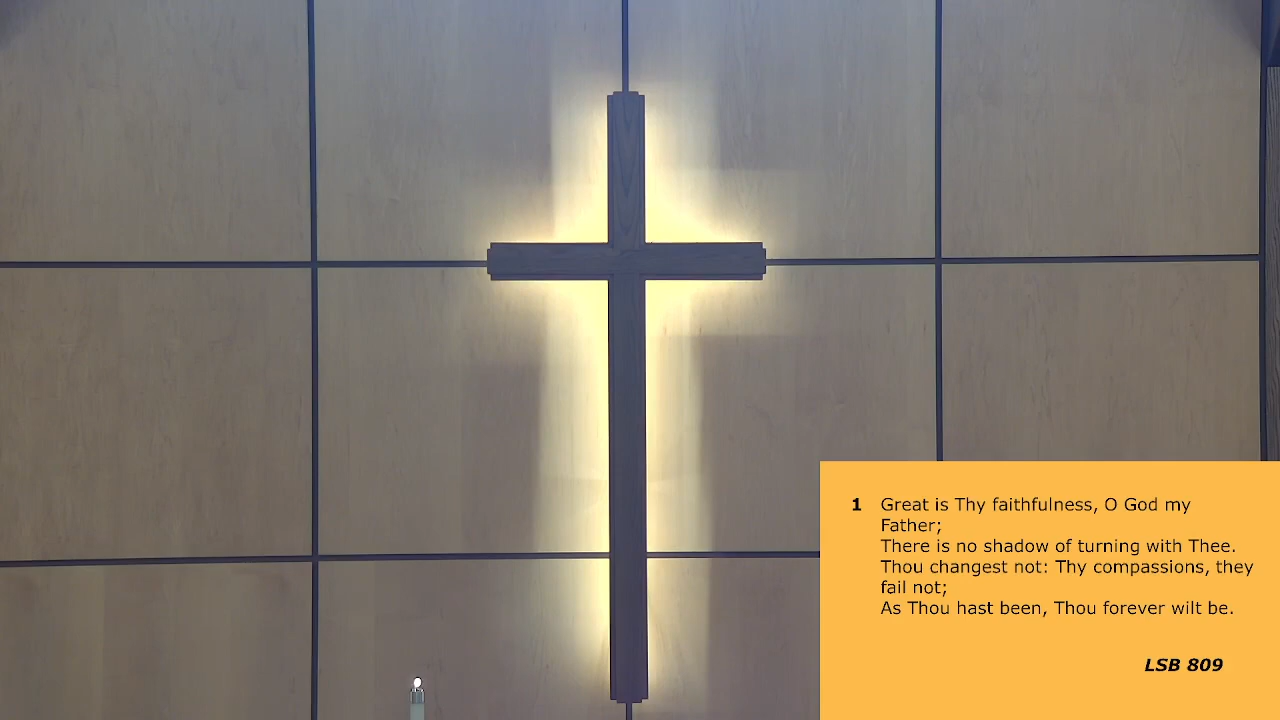 1 Great is Thy faithfulness, O God my
Father;
There is no shadow of turning with Thee.
Thou changest not: Thy compassions, they
fail not;
As Thou hast been, Thou forever wilt be.
LSB 809